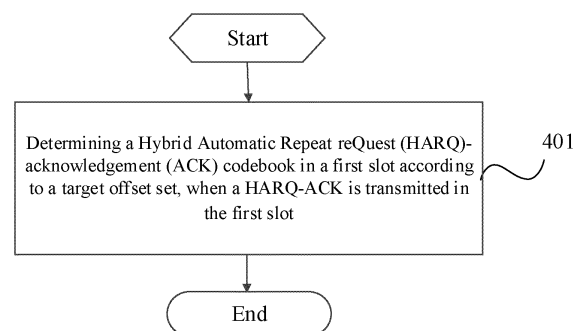 Start
Determining a Hybrid Automatic Repeat reQuest (HARQ)-
acknowledgement (ACK) codebook in a first slot according
to a target offset set, when a HARQ-ACK is transmitted in
the first slot
401
End